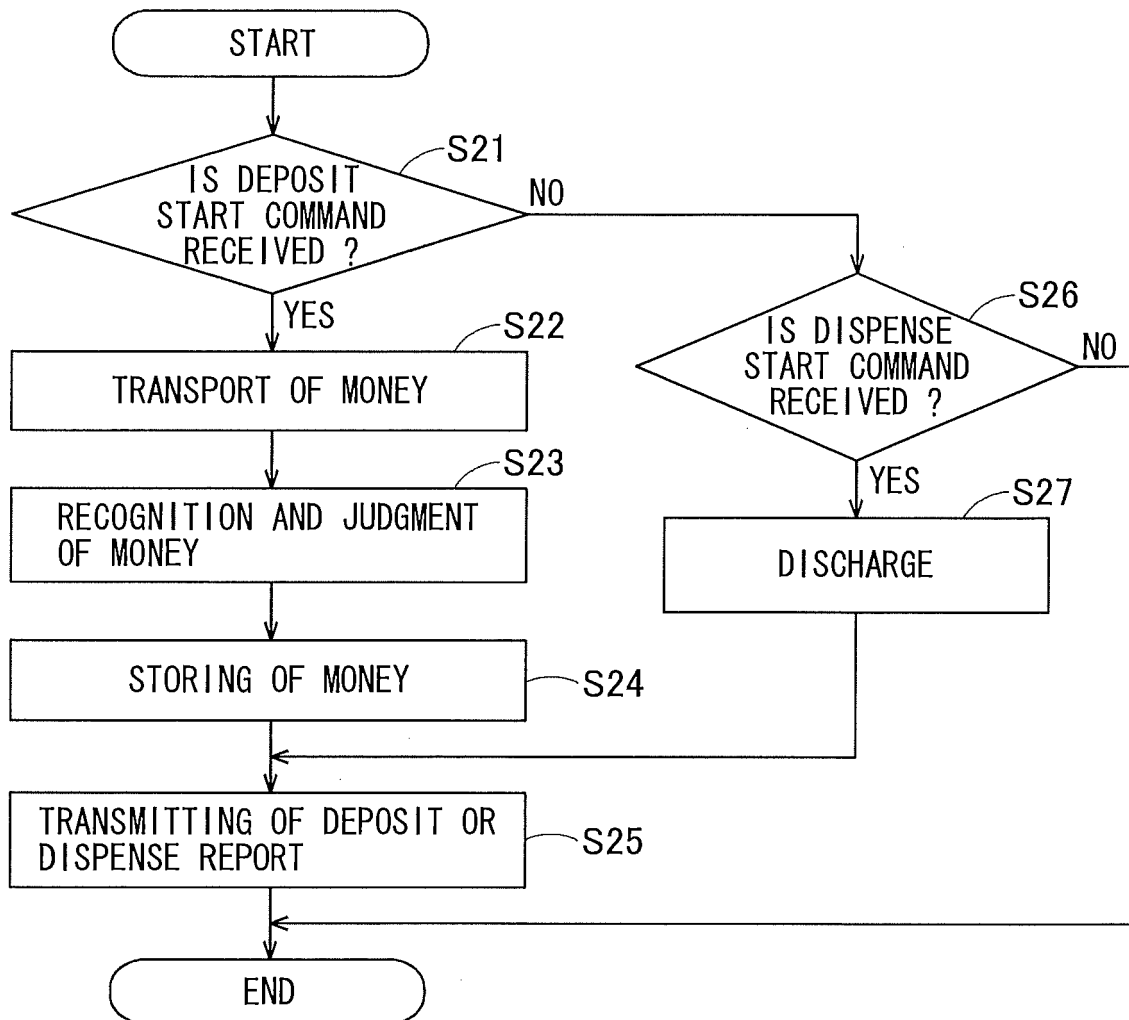 START
S21
IS DEPOSIT
START COMMAND
RECEIVED ?
NO
YES
S22
TRANSPORT OF MONEY
S23
RECOGNITION AND JUDGMENT
OF MONEY
STORING OF MONEY
S24
S26
IS DISPENSE
START COMMAND
RECEIVED ?
NO
YES
S27
DISCHARGE
TRANSMITTING OF DEPOSIT OR
DISPENSE REPORT
S25
END